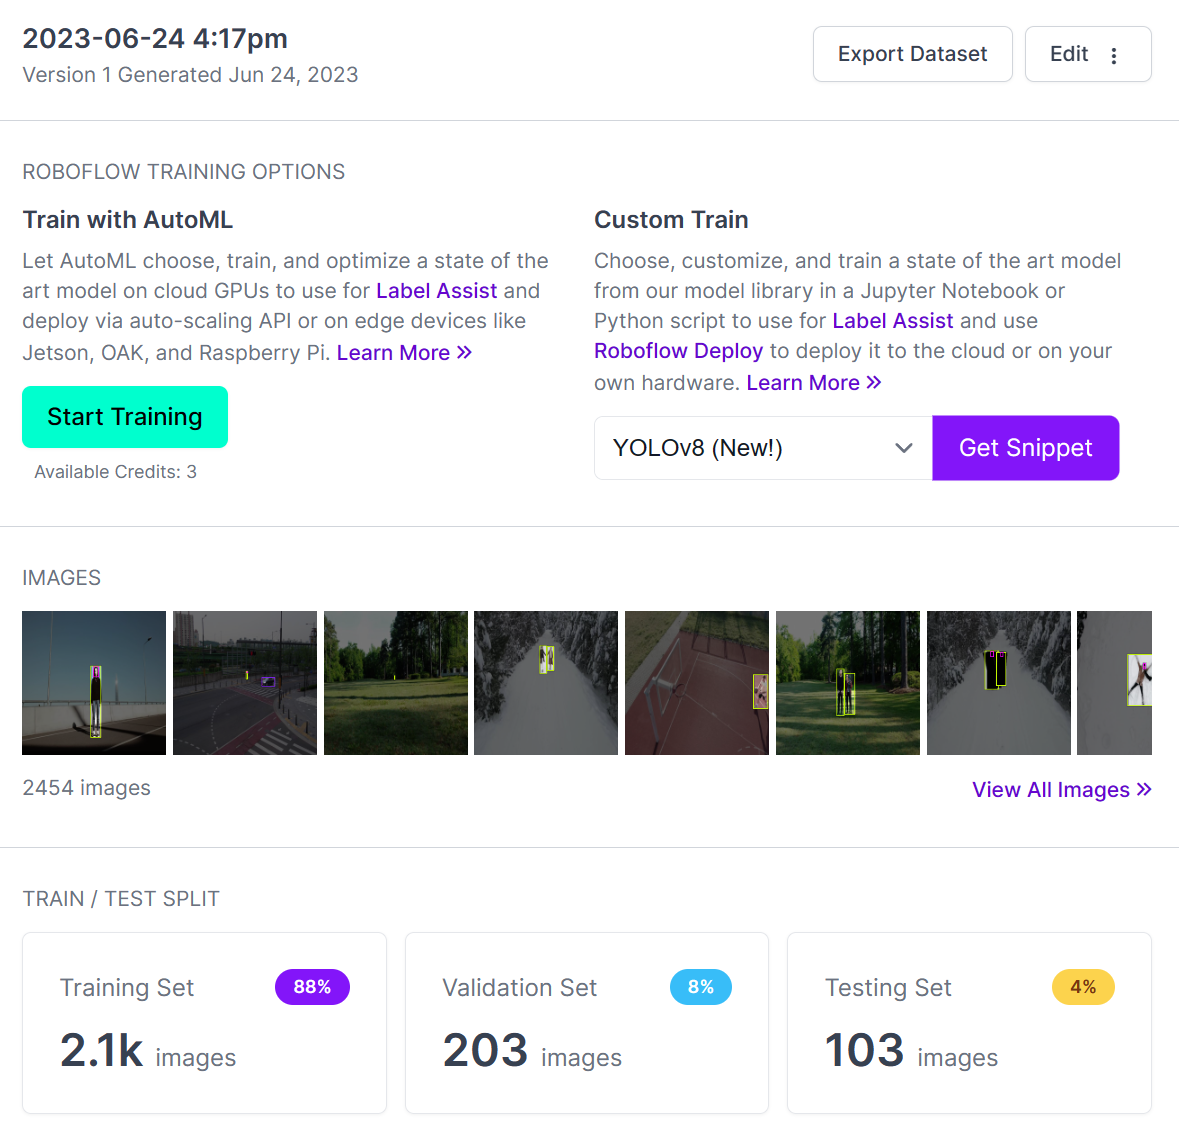 2023-06-24 4:17pm
Version 1 Generated Jun 24, 2023
Export Dataset
Edit
ROBOFLOW TRAINING OPTIONS
Train with AutoML
Let AutoML choose, train, and optimize a state of the
art model on cloud GPUs to use for Label Assist and
deploy via auto-scaling API or on edge devices like
Jetson, OAK, and Raspberry Pi. Learn More »
Start Training
Available Credits: 3
Custom Train
Choose, customize, and train a state of the art model
from our model library in a Jupyter Notebook or
Python script to use for Label Assist and use
Roboflow Deploy to deploy it to the cloud or on your
own hardware. Learn More »
YOLOv8 (New!)
Get Snippet
IMAGES
2454 images
View All Images »
TRAIN / TEST SPLIT
Training Set
88%
2.1k images
Validation Set
8%
203 images
Testing Set
4%
103 images